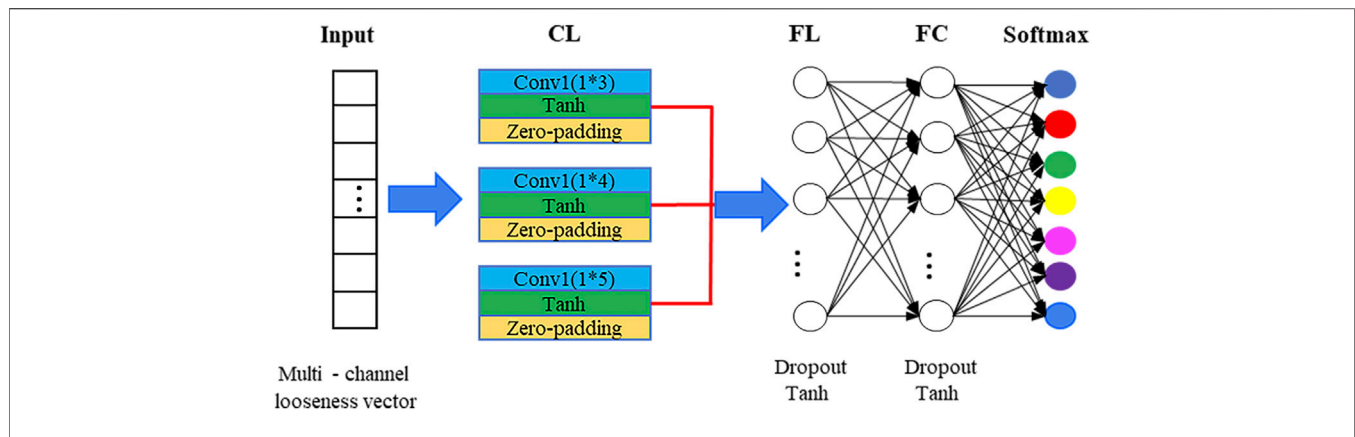 Input
CL
FL
FC
Softmax
Conv1(1*3)
Tanh
Zero-padding
Conv1(1*4)
Tanh
Zero-padding
Conv1(1*5)
Tanh
Zero-padding
Multi - channel
looseness vector
Dropout
Tanh
Dropout
Tanh